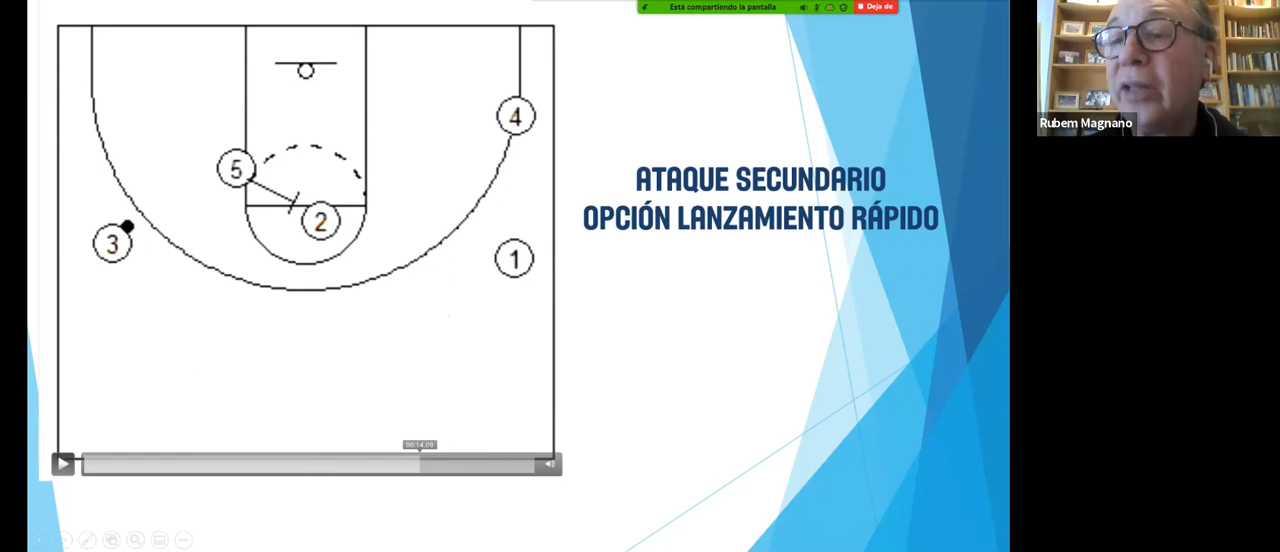 Está compartiendo la pantalla
Deja de
Rubem Magnano
4
5
2
3
1
ATAQUE SECUNDARIO
OPCIÓN LANZAMIENTO RÁPIDO
00:14,09